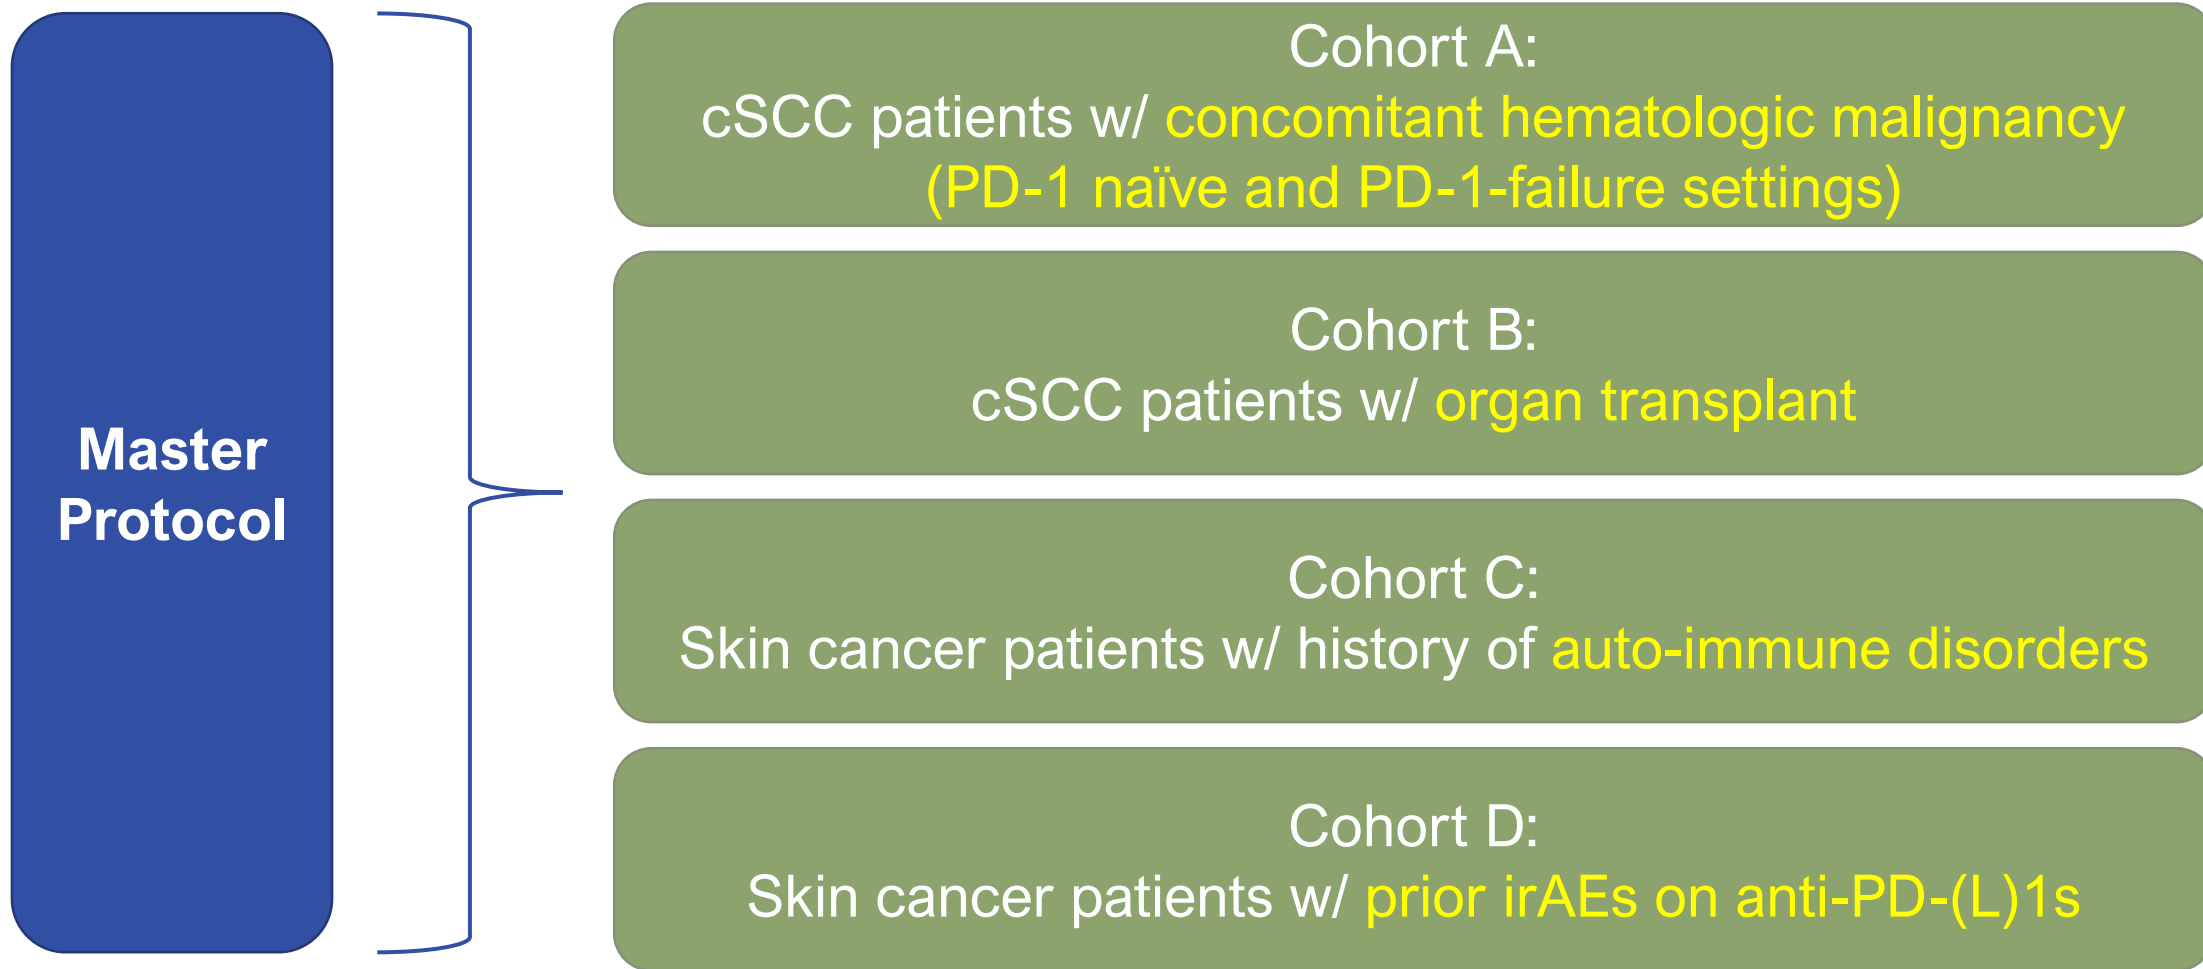 Master
Protocol
Cohort A:
cSCC patients w/ concomitant hematologic malignancy
(PD-1 naïve and PD-1-failure settings)
Cohort B:
cSCC patients w/ organ transplant
Cohort C:
Skin cancer patients w/ history of auto-immune disorders
Cohort D:
Skin cancer patients w/ prior irAEs on anti-PD-(L)1s